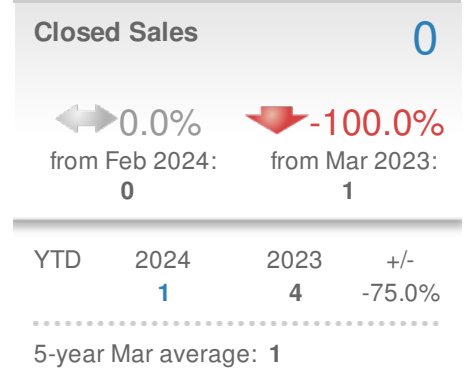 Closed Sales 0
0.0% -100.0%
from Feb 2024: from Mar 2023:
0 1
YTD 2024 2023 +/-
1 4 -75.0%
5-year Mar average: 1